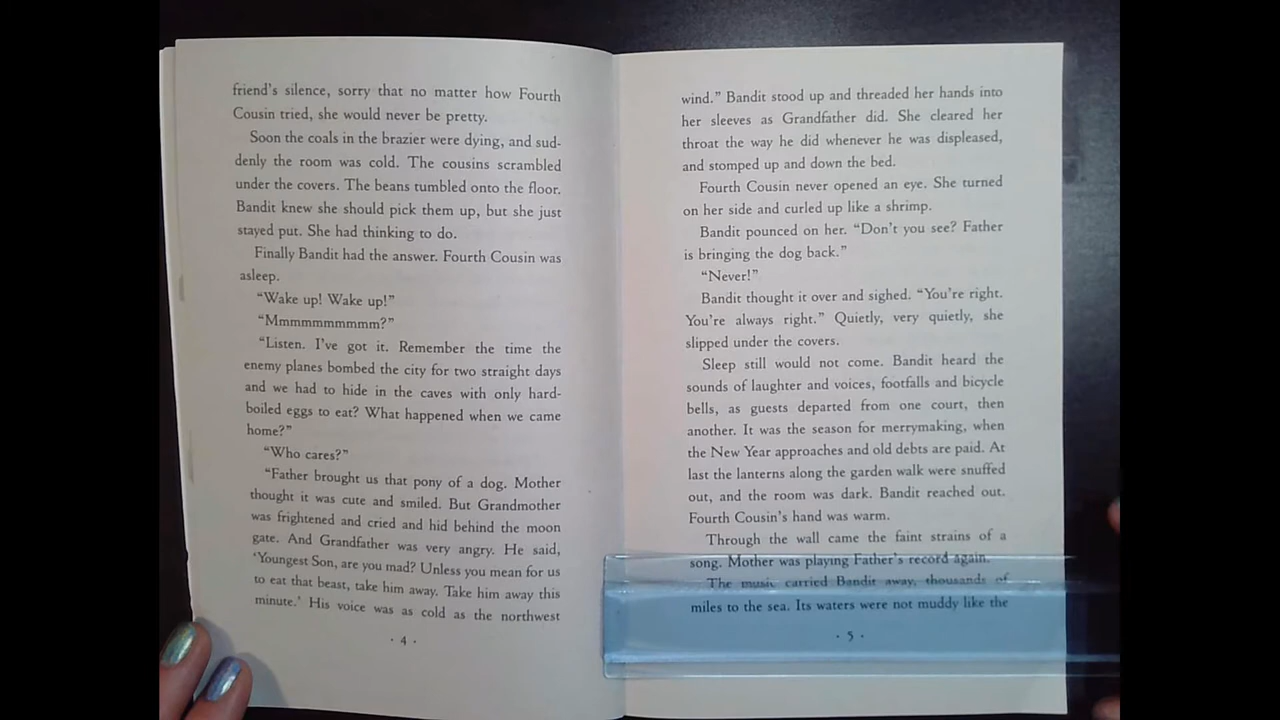 friend's silence, sorry that no matter how Fourth
Cousin tried, she would never be pretty.
Soon the coals in the brazier were dying, and sud-
denly the room was cold. The cousins scrambled
under the covers. The beans tumbled onto the floor.
Bandit knew she should pick them up, but she just
stayed put. She had thinking to do.
Finally Bandit had the answer. Fourth Cousin was
asleep.
“Wake up! Wake up!”
“Mmmmmmmmmm?”
“Listen. I've got it. Remember the time the
enemy planes bombed the city for two straight days
and we had to hide in the caves with only hard-
boiled eggs to eat? What happened when we came
home?”
“Who cares?”
“Father brought us that pony of a dog. Mother
thought it was cute and smiled. But Grandmother
was frightened and cried and hid behind the moon
gate. And Grandfather was very angry. He said,
‘Youngest Son, are you mad? Unless you mean for us
to eat that beast, take him away. Take him away this
minute.’ His voice was as cold as the northwest
· 4 ·
wind.” Bandit stood up and threaded her hands into
her sleeves as Grandfather did. She cleared her
throat the way he did whenever he was displeased,
and stomped up and down the bed.
Fourth Cousin never opened an eye. She turned
on her side and curled up like a shrimp.
Bandit pounced on her. “Don't you see? Father
is bringing the dog back.”
“Never!”
Bandit thought it over and sighed. “You're right.
You're always right.” Quietly, very quietly, she
slipped under the covers.
Sleep still would not come. Bandit heard the
sounds of laughter and voices, footfalls and bicycle
bells, as guests departed from one court, then
another. It was the season for merrymaking, when
the New Year approaches and old debts are paid. At
last the lanterns along the garden walk were snuffed
out, and the room was dark. Bandit reached out.
Fourth Cousin's hand was warm.
Through the wall came the faint strains of a
song. Mother was playing Father's record again.
The music carried Bandit away, thousands of
miles to the sea. Its waters were not muddy like the
· 5 ·